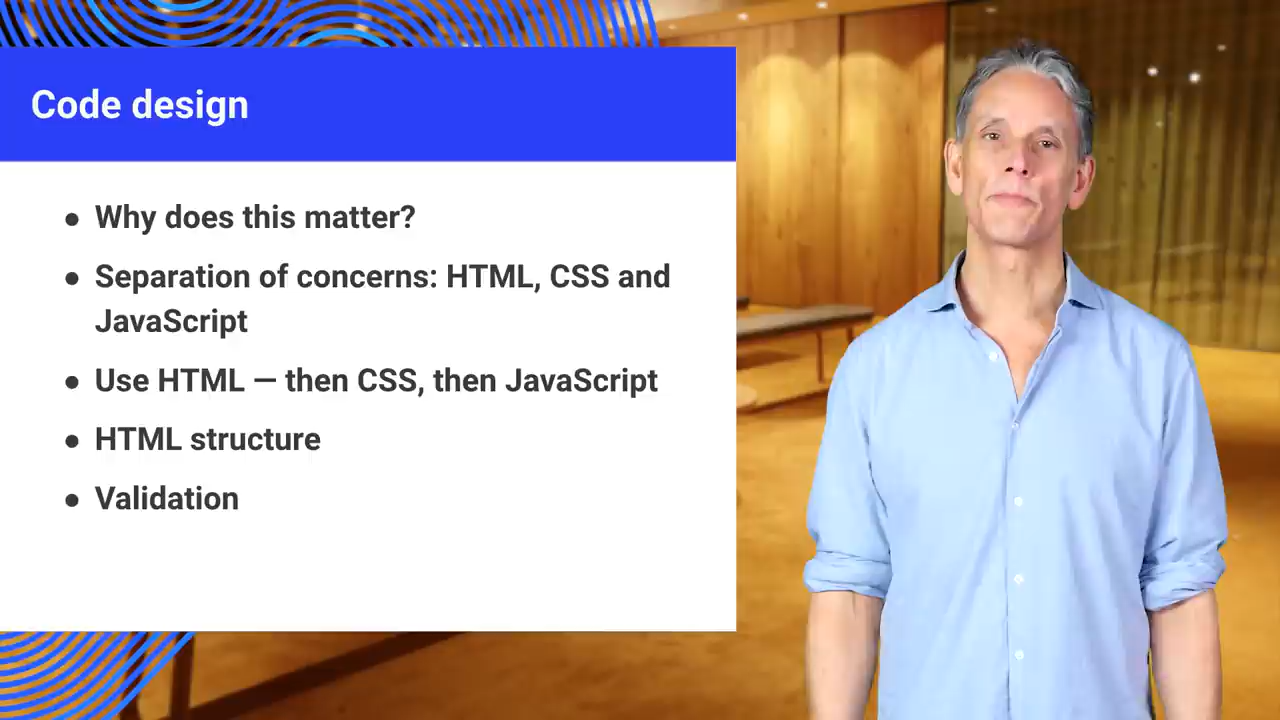 Code design
● Why does this matter?
● Separation of concerns: HTML, CSS and
JavaScript
● Use HTML — then CSS, then JavaScript
● HTML structure
● Validation